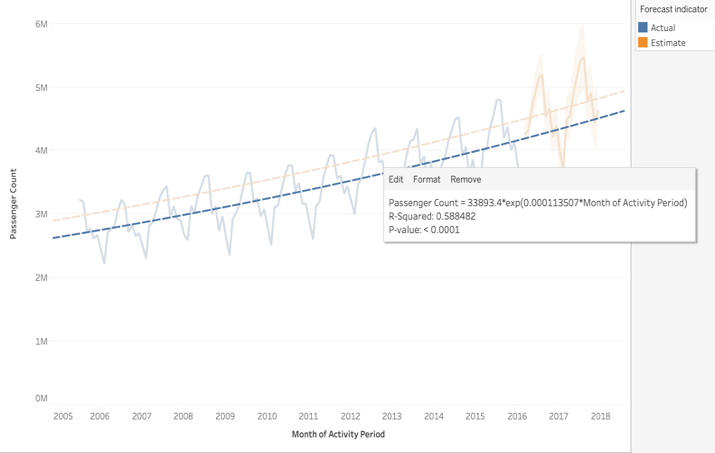 Forecast indicator
Actual
Estimate
6M
5M
4M
3M
2M
1M
0M
Passenger Count
Edit Format Remove
Passenger Count = 33893.4*exp(0.000113507*Month of Activity Period)
R-Squared: 0.588482
P-value: < 0.0001
2005 2006 2007 2008 2009 2010 2011 2012 2013 2014 2015 2016 2017 2018
Month of Activity Period